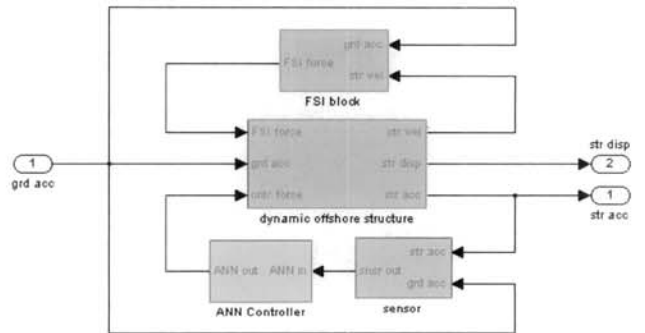 grd acc
FSI force
str vel
FSI block
FSI force
str vel
str disp
1
grd acc
str disp
2
grd acc
cntr. force
str acc
1
str acc
dynamic offshore structure
str acc
ANN out
ANN in
snsr out
grd acc
ANN Controller
sensor